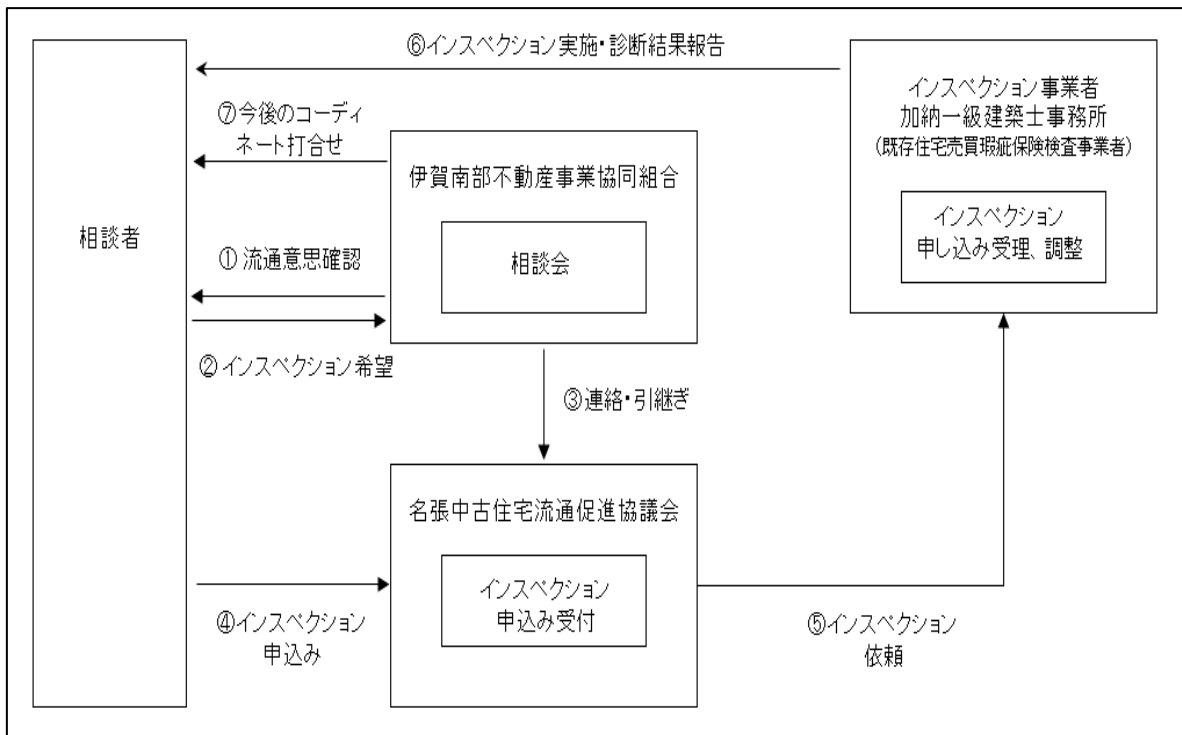 ⑥インスペクション実施・診断結果報告
インスペクション事業者
加納一級建築士事務所
(既存住宅売買瑕疵保険検査事業者)
インスペクション
申し込み受理、調整
⑦今後のコーディ
ネート打合せ
伊賀南部不動産事業協同組合
相談会
相談者
①流通意思確認
②インスペクション希望
③連絡・引継ぎ
名張中古住宅流通促進協議会
インスペクション
申込み受付
④インスペクション
申込み
⑤インスペクション
依頼